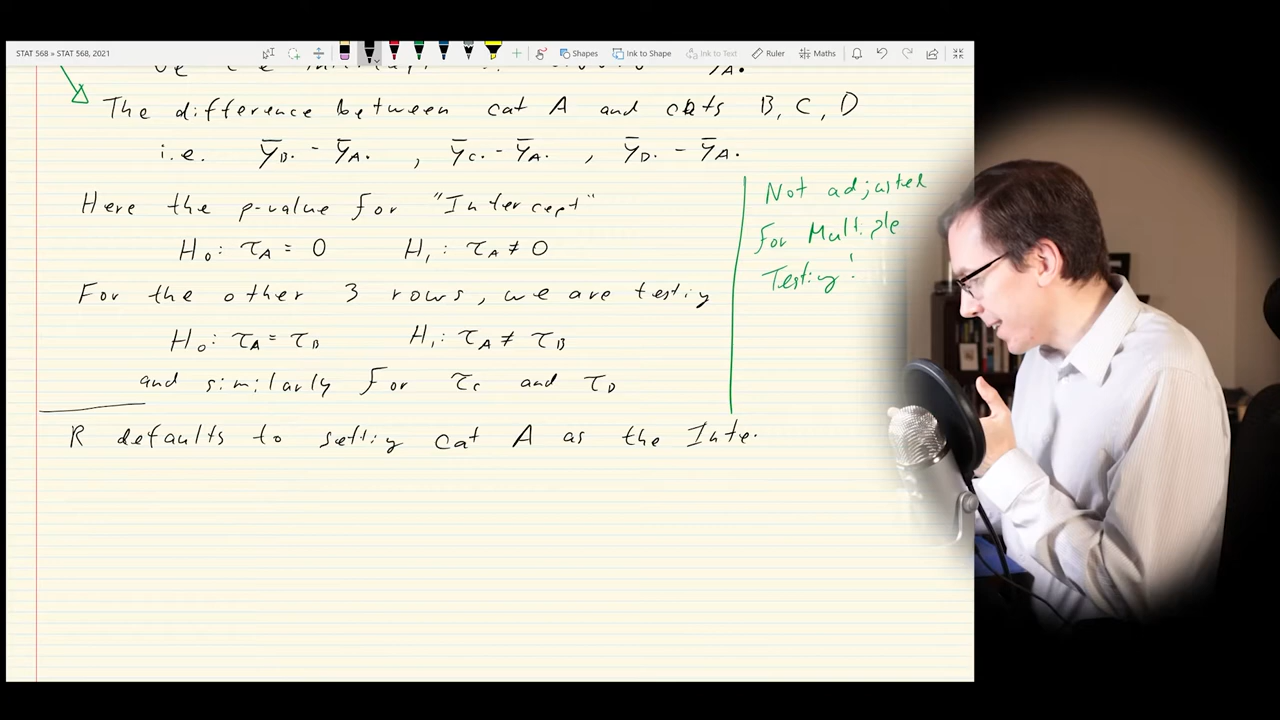 STAT 568 » STAT 568, 2021
Shapes
Ink to Shape
Ink to Text
Ruler
Maths
The difference between cat A and cats B, C, D
i.e. ȳB. - ȳA. , ȳC. - ȳA. , ȳD. - ȳA.
Here the p-value for "Intercept"
H0: τA = 0 H1: τA ≠ 0
For the other 3 rows, we are testing
H0: τA = τB H1: τA ≠ τB
and similarly for τC and τD
R defaults to setting cat A as the Inte
Not adjusted
for Multiple
Testing!